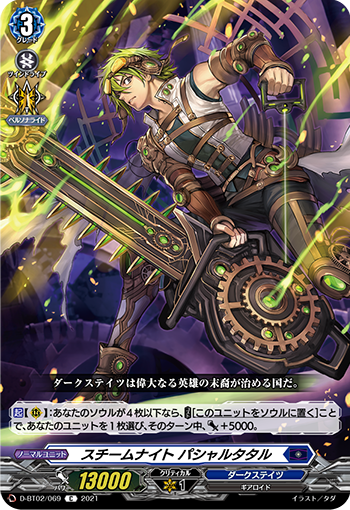 3
グレード
ツインドライブ
ペルソナライド
ダークステイツは偉大なる英雄の末裔が治める国だ。
起【R】:あなたのソウルが4枚以下なら、[このユニットをソウルに置く]こと
で、あなたのユニットを1枚選び、そのターン中、+5000。
ノーマルユニット
スチームナイト パシャルタタル
パワー 13000
クリティカル
1
ダークステイツ
ギアロイド
D-BT02/069 C 2021
イラスト/タダ